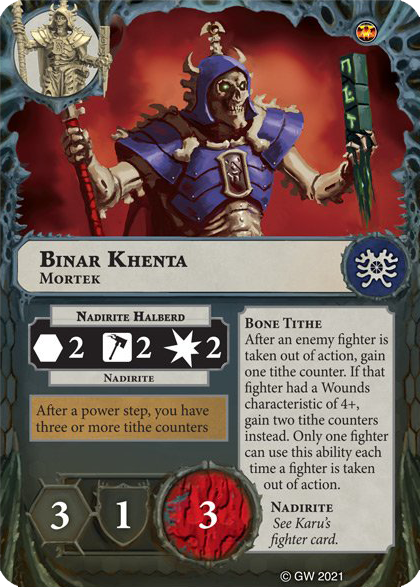 BINAR KHENTA
MORTEK
NADIRITE HALBERD
2 2 2
NADIRITE
After a power step, you have
three or more tithe counters
3 1 3
BONE TITHE
After an enemy fighter is
taken out of action, gain
one tithe counter. If that
fighter had a Wounds
characteristic of 4+,
gain two tithe counters
instead. Only one fighter
can use this ability each
time a fighter is taken
out of action.
NADIRITE
See Karu's
fighter card.
© GW 2021